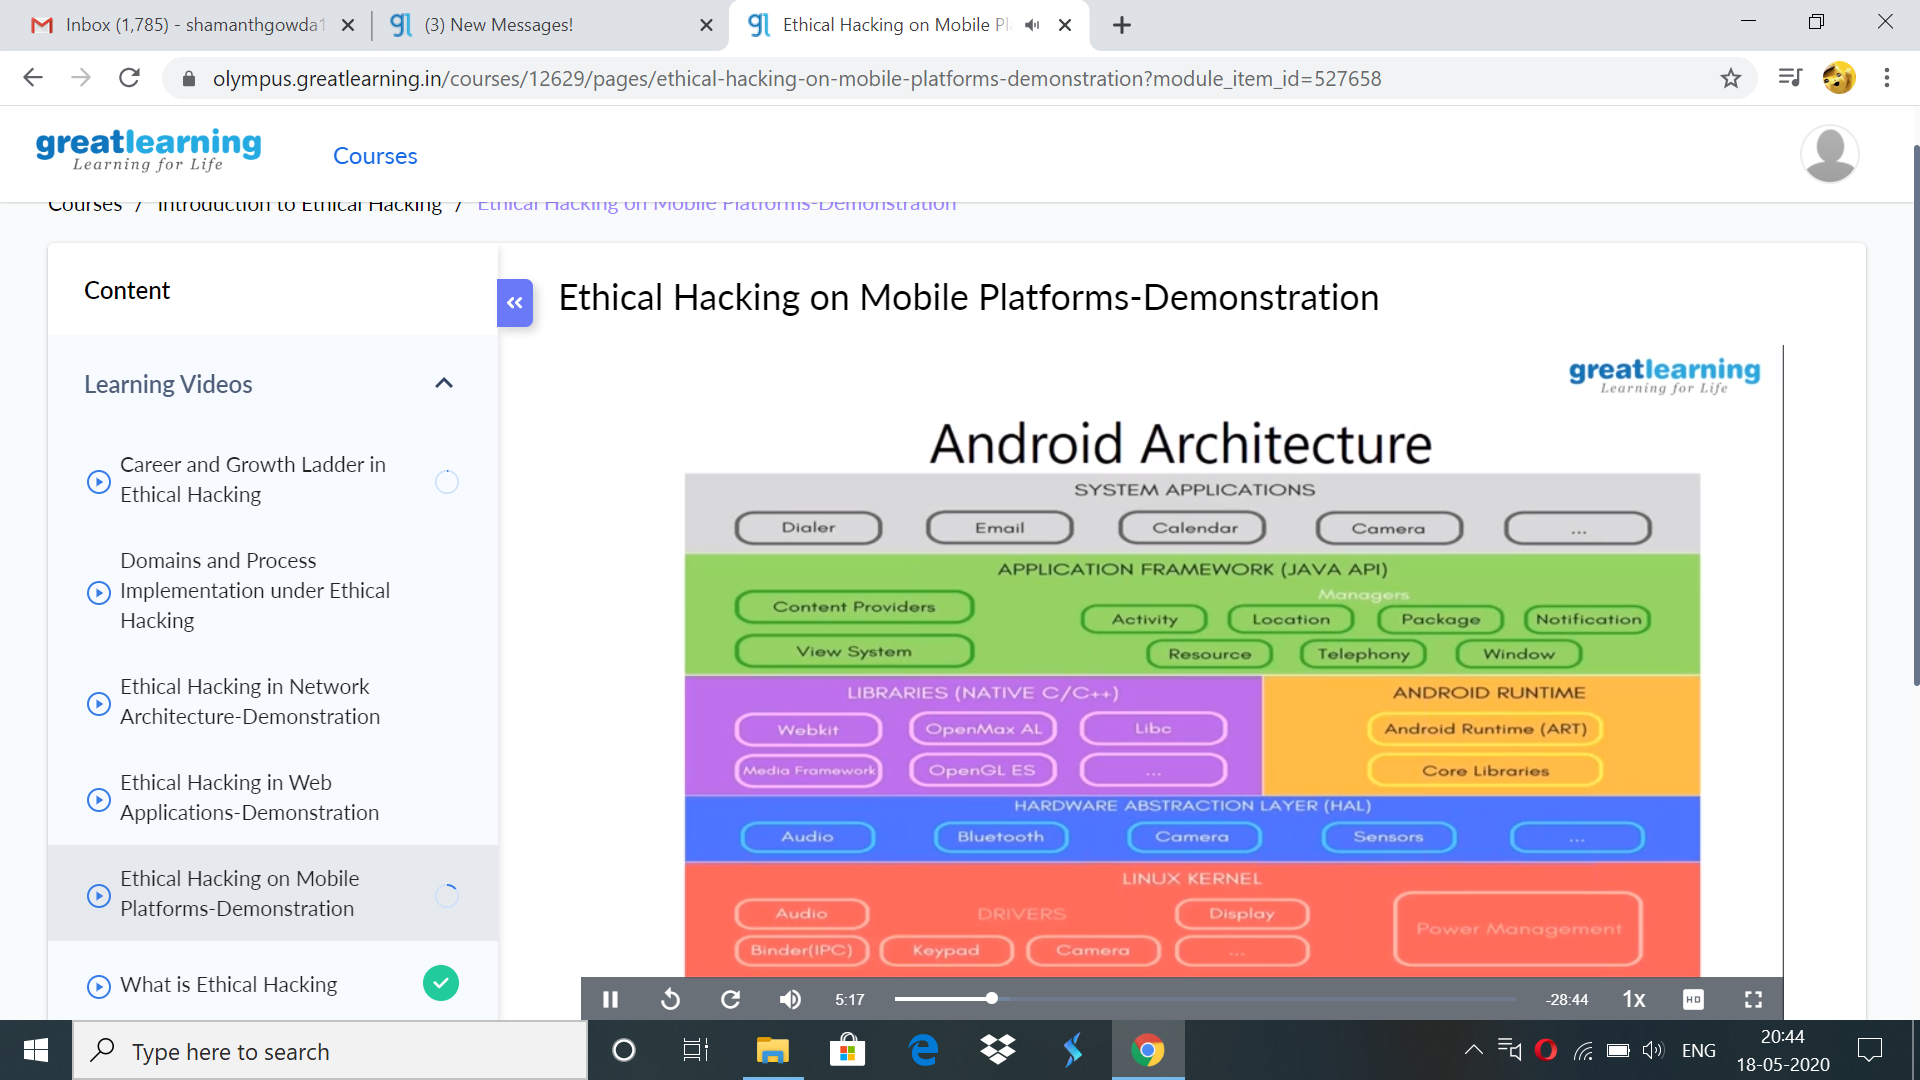 Inbox (1,785) - shamanthgowda1
(3) New Messages!
Ethical Hacking on Mobile Pl
olympus.greatlearning.in/courses/12629/pages/ethical-hacking-on-mobile-platforms-demonstration?module_item_id=527658
greatlearning
Learning for Life
Courses
Courses / Introduction to Ethical Hacking / Ethical Hacking on Mobile Platforms-Demonstration
Content
Learning Videos
Career and Growth Ladder in
Ethical Hacking
Domains and Process
Implementation under Ethical
Hacking
Ethical Hacking in Network
Architecture-Demonstration
Ethical Hacking in Web
Applications-Demonstration
Ethical Hacking on Mobile
Platforms-Demonstration
What is Ethical Hacking
Ethical Hacking on Mobile Platforms-Demonstration
greatlearning
Learning for Life
Android Architecture
SYSTEM APPLICATIONS
Dialer Email Calendar Camera ...
APPLICATION FRAMEWORK (JAVA API)
Managers
Content Providers
Activity Location Package Notification
View System
Resource Telephony Window
LIBRARIES (NATIVE C/C++)
Webkit OpenMax AL Libc
Media Framework OpenGL ES ...
ANDROID RUNTIME
Android Runtime (ART)
Core Libraries
HARDWARE ABSTRACTION LAYER (HAL)
Audio Bluetooth Camera Sensors ...
LINUX KERNEL
Audio DRIVERS Display
Binder(IPC) Keypad Camera ...
Power Management
5:17 -28:44 1x HD
Type here to search
ENG
20:44
18-05-2020